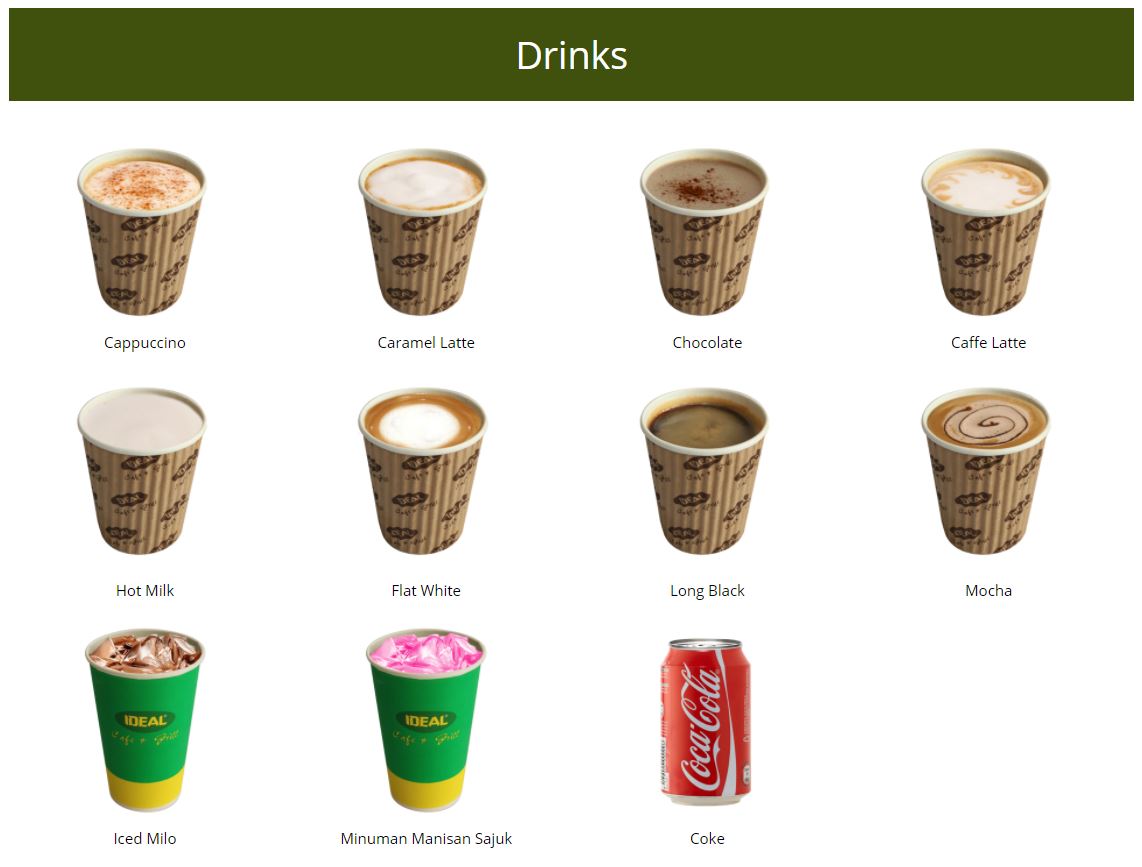 Drinks
Cappuccino
Caramel Latte
Chocolate
Caffe Latte
Hot Milk
Flat White
Long Black
Mocha
IDEAL
Cafe + Grill
IDEAL
Cafe + Grill
Coca-Cola
Iced Milo
Minuman Manisan Sajuk
Coke